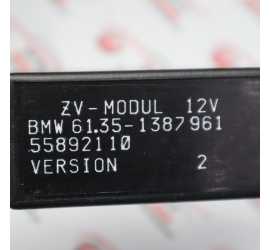 ZV-MODUL 12V
BMW 61.35-1387961
55892110
VERSION 2